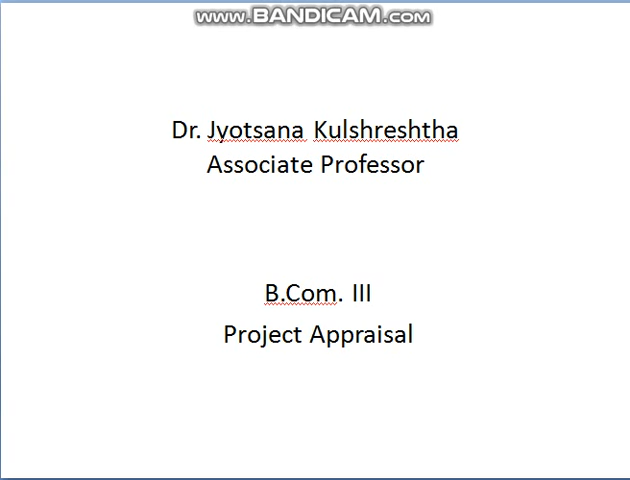 www.BANDICAM.com
Dr. Jyotsana Kulshreshtha
Associate Professor
B.Com. III
Project Appraisal